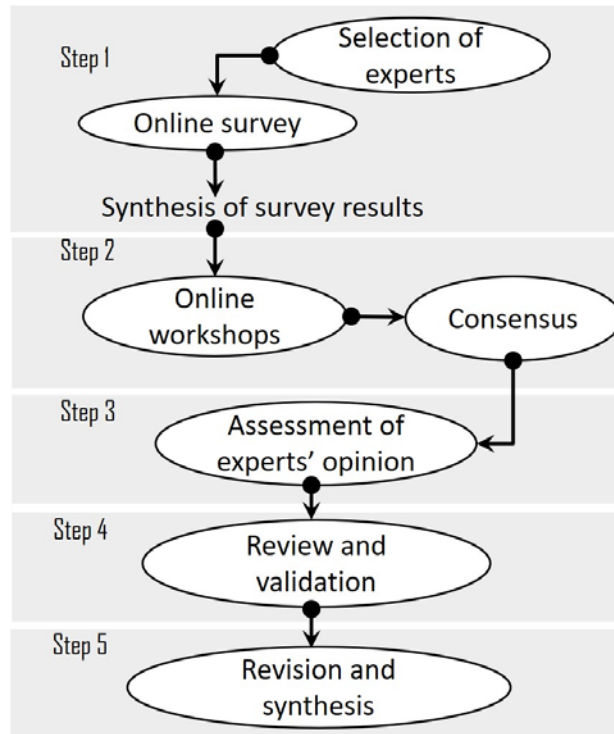 Step 1
Selection of
experts
Online survey
Synthesis of survey results
Step 2
Online
workshops
Consensus
Step 3
Assessment of
experts’ opinion
Step 4
Review and
validation
Step 5
Revision and
synthesis